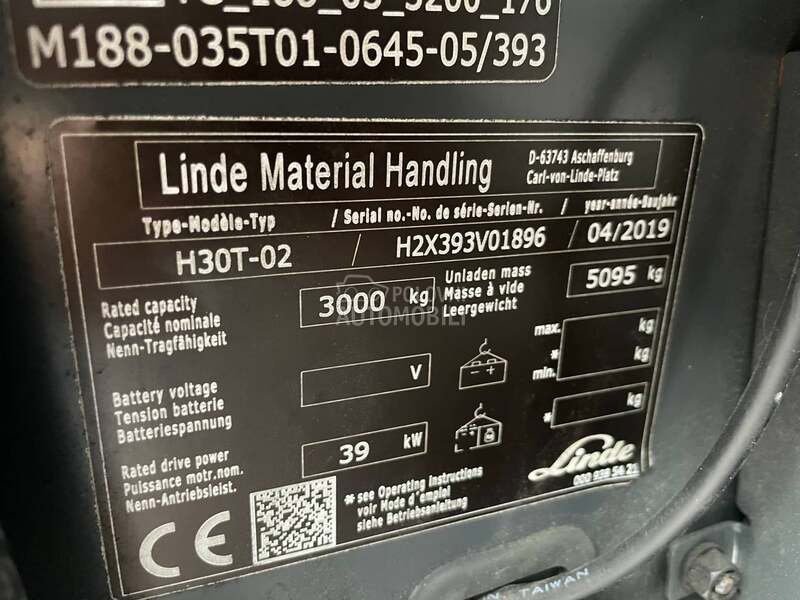 M188-035T01-0645-05/393
Linde Material Handling
D-63743 Aschaffenburg
Carl-von-Linde-Platz
Type-Modèle-Typ / Serial no.-No. de série-Serien-Nr. / year-année-Baujahr
H30T-02 / H2X393V01896 / 04/2019
Rated capacity
Capacité nominale
Nenn-Tragfähigkeit
3000 kg
Unladen mass
Masse à vide
Leergewicht
5095 kg
POLOVNI
AUTOMOBILI
Battery voltage
Tension batterie
Batteriespannung
V
max. kg
* kg
min.
* kg
Rated drive power
Puissance motr.nom.
Nenn-Antriebsleist.
39 kW
* see Operating Instructions
voir Mode d'emploi
siehe Betriebsanleitung
Linde
CE
IN TAIWAN